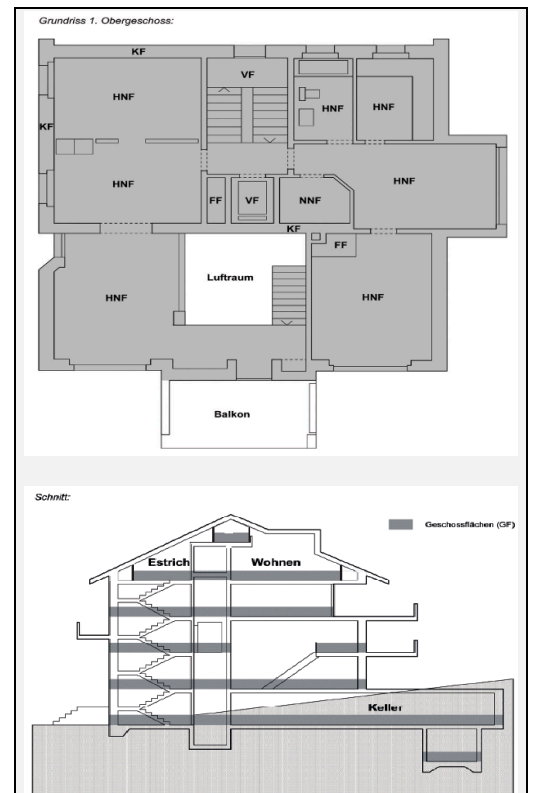 Grundriss 1. Obergeschoss:
KF
VF
HNF
HNF
HNF
KF
HNF
HNF
FF
VF
NNF
KF
FF
Luftraum
HNF
HNF
Balkon
Schnitt:
Geschossflächen (GF)
Estrich
Wohnen
Keller